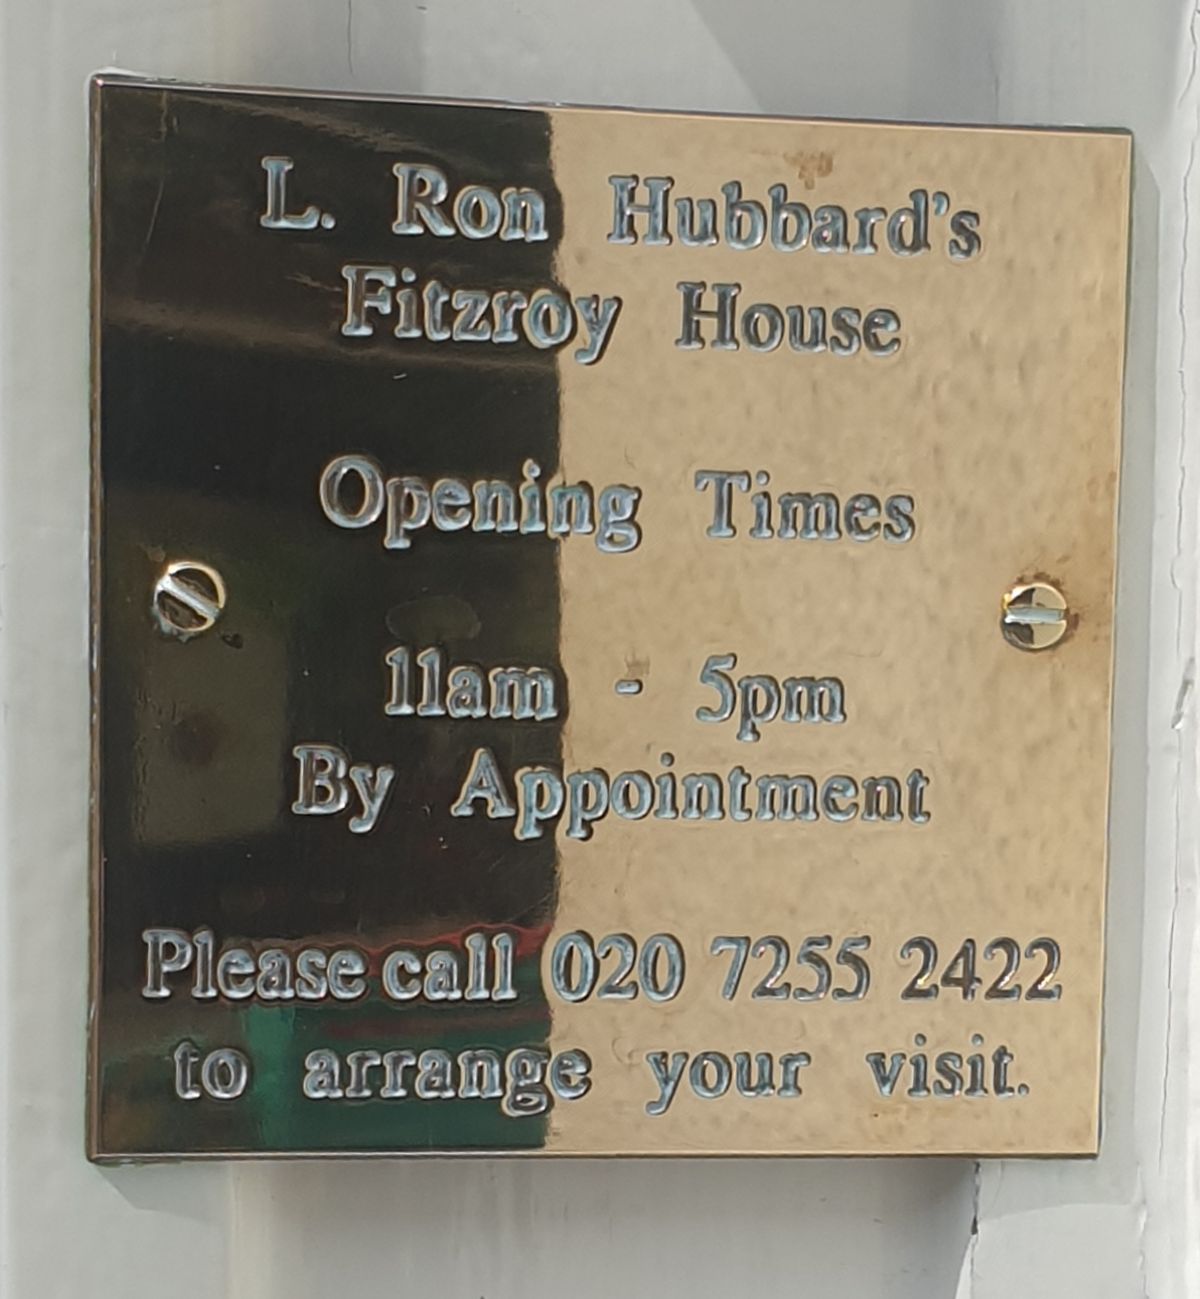 L. Ron Hubbard's
Fitzroy House
Opening Times
11am - 5pm
By Appointment
Please call 020 7255 2422
to arrange your visit.